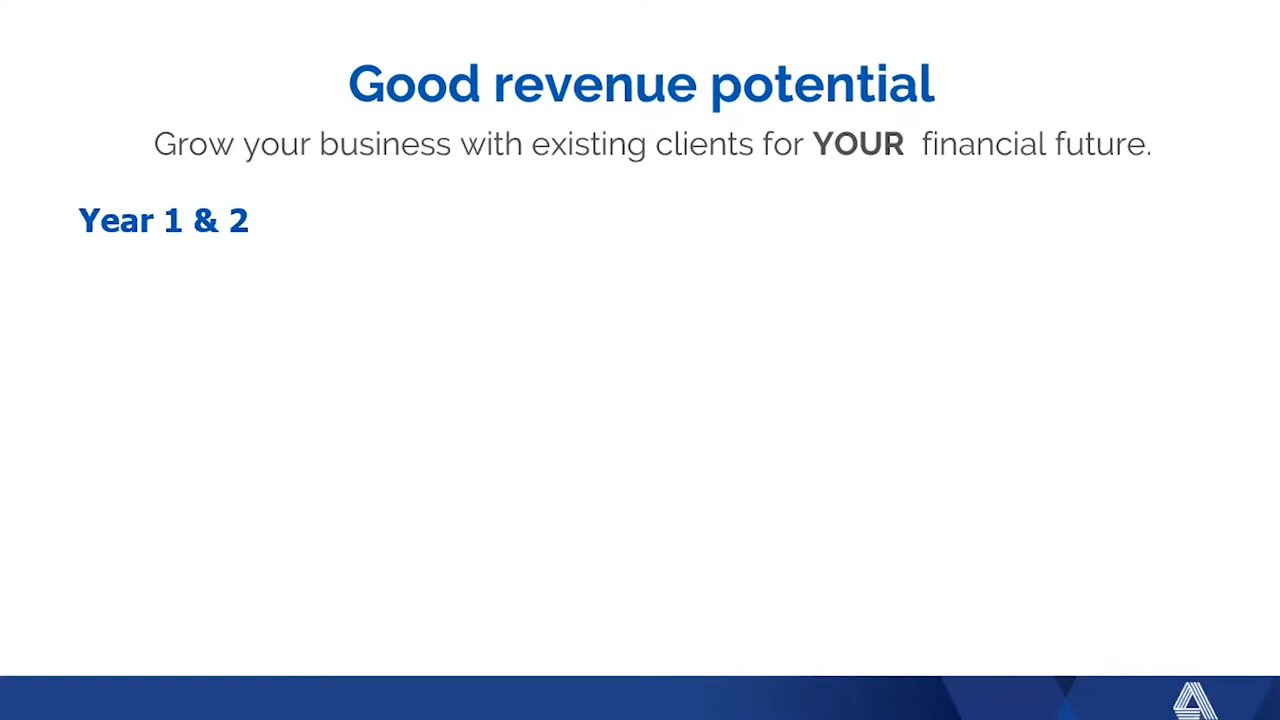 Good revenue potential
Grow your business with existing clients for YOUR financial future.
Year 1 & 2